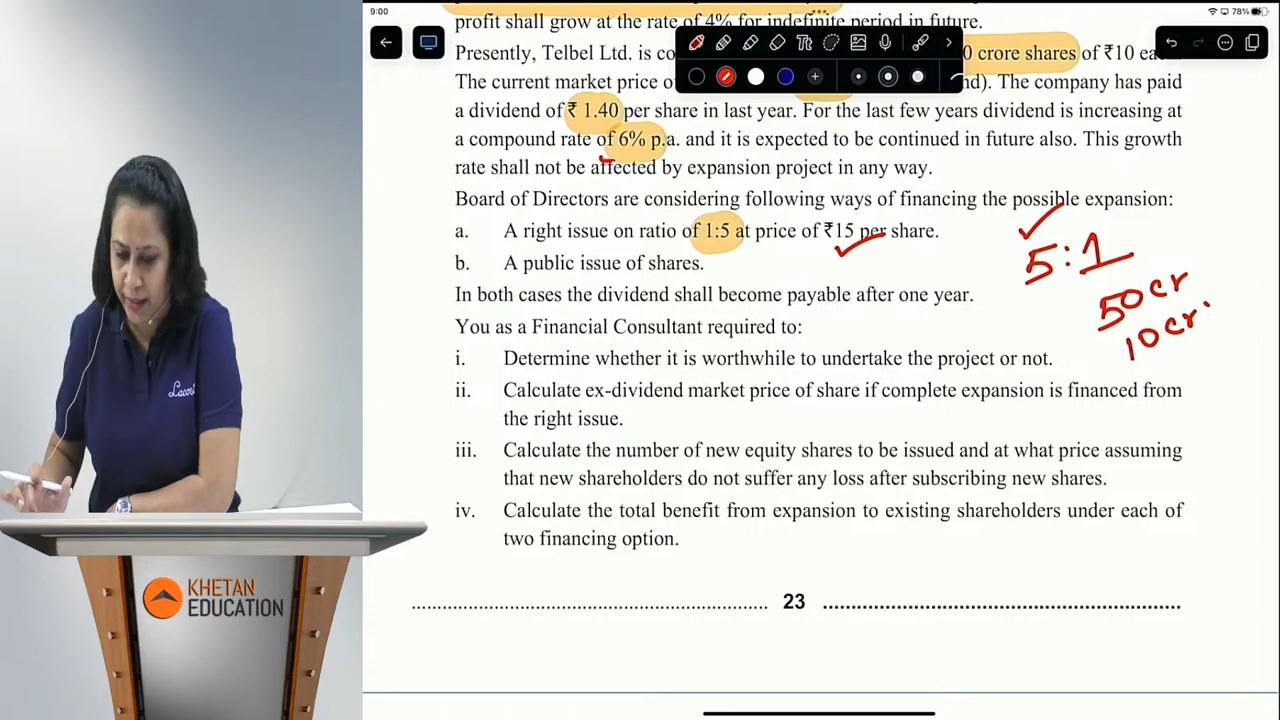 9:00
78%
profit shall grow at the rate of 4% for indefinite period in future.
Presently, Telbel Ltd. is 0 crore shares of ₹10
The current market price The company has paid
a dividend of ₹ 1.40 per share in last year. For the last few years dividend is increasing at
a compound rate of 6% p.a. and it is expected to be continued in future also. This growth
rate shall not be affected by expansion project in any way.
Board of Directors are considering following ways of financing the possible expansion:
a. A right issue on ratio of 1:5 at price of ₹15 per share.
5:1
b. A public issue of shares.
50 cr
In both cases the dividend shall become payable after one year.
10 cr.
You as a Financial Consultant required to:
i. Determine whether it is worthwhile to undertake the project or not.
ii. Calculate ex-dividend market price of share if complete expansion is financed from
the right issue.
iii. Calculate the number of new equity shares to be issued and at what price assuming
that new shareholders do not suffer any loss after subscribing new shares.
iv. Calculate the total benefit from expansion to existing shareholders under each of
two financing option.
23
Lacoste
KHETAN
EDUCATION